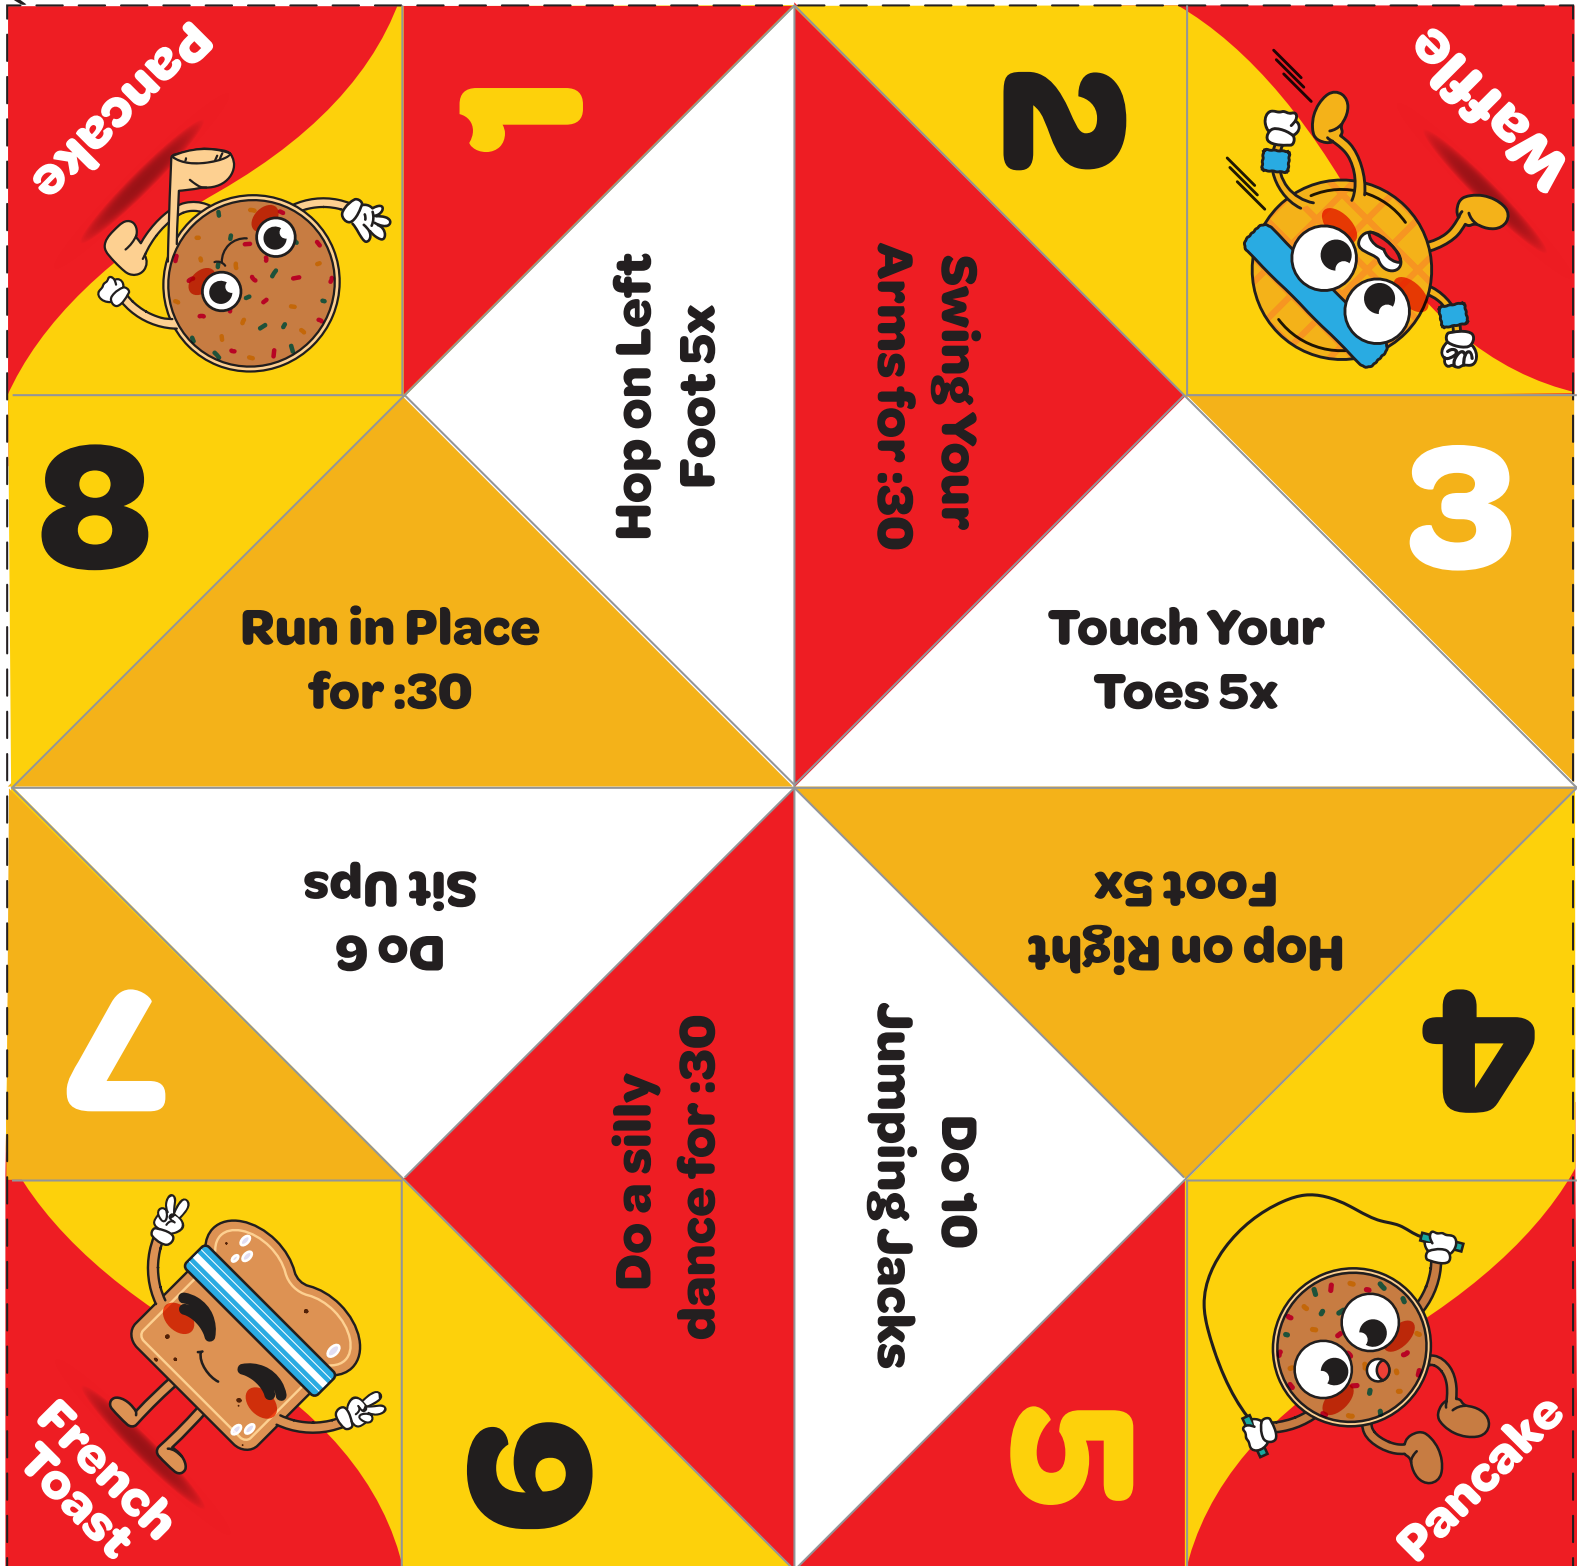 Pancake
1
2
Waffle
Hop on Left
Foot 5x
Swing Your
Arms for :30
8
3
Run in Place
for :30
Touch Your
Toes 5x
Do 6
Sit Ups
Hop on Right
Foot 5x
7
4
Do a silly
dance for :30
Do 10
Jumping Jacks
French
Toast
6
5
Pancake